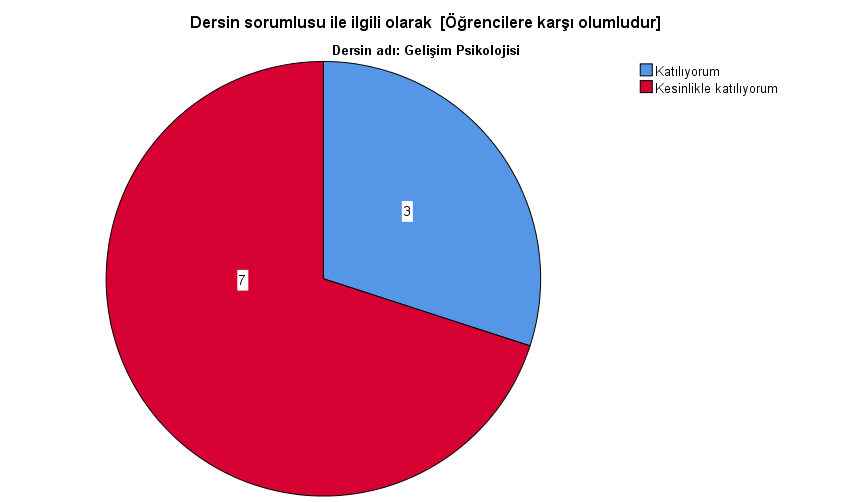 Dersin sorumlusu ile ilgili olarak  [Öğrencilere karşı olumludur]
Dersin adı: Gelişim Psikolojisi
Katılıyorum
Kesinlikle katılıyorum
3
7